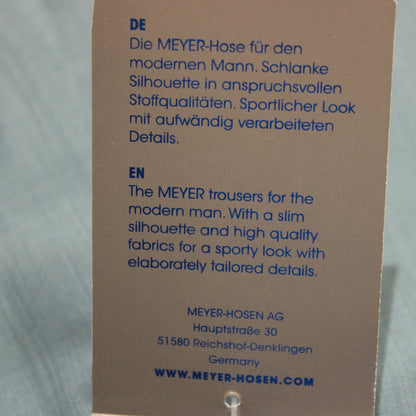 DE
Die MEYER-Hose für den
modernen Mann. Schlanke
Silhouette in anspruchsvollen
Stoffqualitäten. Sportlicher Look
mit aufwändig verarbeiteten
Details.
EN
The MEYER trousers for the
modern man. With a slim
silhouette and high quality
fabrics for a sporty look with
elaborately tailored details.
MEYER-HOSEN AG
Hauptstraße 30
51580 Reichshof-Denklingen
Germany
WWW.MEYER-HOSEN.COM